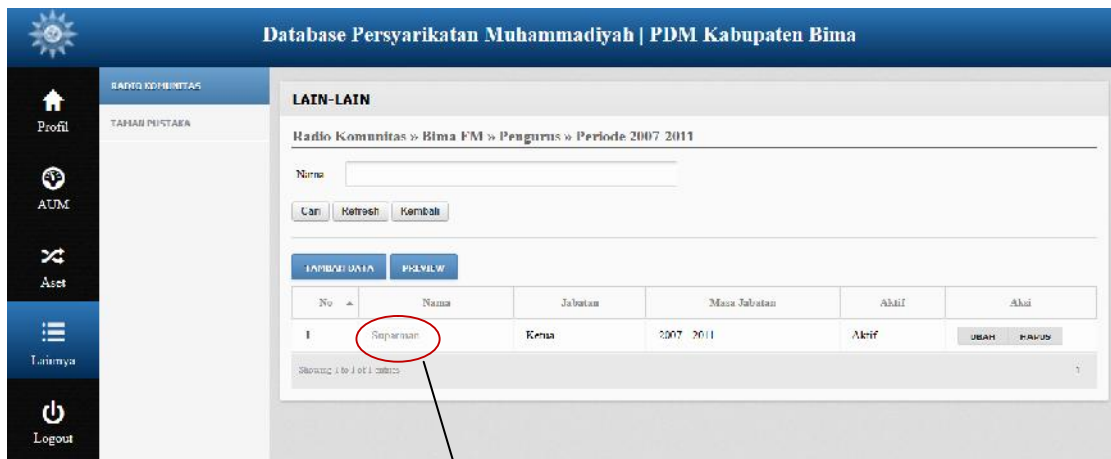 Database Persyarikatan Muhammadiyah | PDM Kabupaten Bima
Profil
AUM
Aset
Lainnya
Logout
RADIO KOMUNITAS
TAMAN PUSTAKA
LAIN-LAIN
Radio Komunitas » Bima FM » Pengurus » Periode 2007 2011
Nama
Cari Refresh Kembali
TAMBAH DATA PREVIEW
No Nama Jabatan Masa Jabatan Aktif Aksi
1 Suparman Ketua 2007 2011 Aktif UBAH HAPUS
Showing 1 to 1 of 1 entries 1